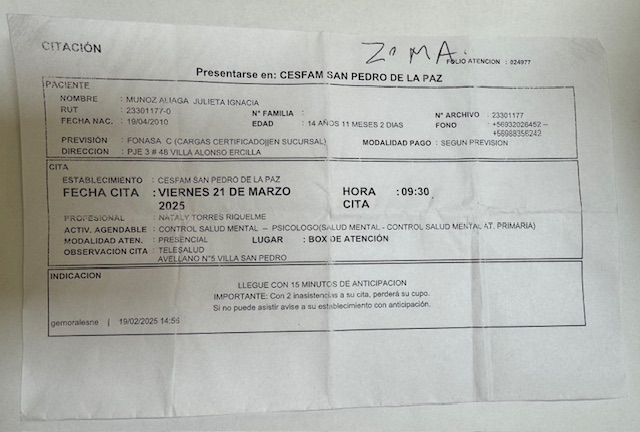 CITACIÓN
Zº MA.
FOLIO ATENCION : 024977
Presentarse en: CESFAM SAN PEDRO DE LA PAZ
PACIENTE
NOMBRE : MUNOZ ALIAGA JULIETA IGNACIA
RUT : 23301177-0 Nº FAMILIA : Nº ARCHIVO : 23301177
FECHA NAC. : 19/04/2010 EDAD : 14 AÑOS 11 MESES 2 DIAS FONO : +56932026452 –
+56988356242
PREVISIÓN : FONASA C (CARGAS CERTIFICADO||EN SUCURSAL) MODALIDAD PAGO : SEGUN PREVISION
DIRECCION : PJE 3 # 46 VILLA ALONSO ERCILLA
CITA
ESTABLECIMIENTO : CESFAM SAN PEDRO DE LA PAZ
FECHA CITA : VIERNES 21 DE MARZO HORA : 09:30
2025 CITA
PROFESIONAL : NATALY TORRES RIQUELME
ACTIV. AGENDABLE : CONTROL SALUD MENTAL – PSICOLOGO(SALUD MENTAL - CONTROL SALUD MENTAL AT. PRIMARIA)
MODALIDAD ATEN. : PRESENCIAL LUGAR : BOX DE ATENCIÓN
OBSERVACION CITA : TELESALUD
AVELLANO N°5 VILLA SAN PEDRO
INDICACION
LLEGUE CON 15 MINUTOS DE ANTICIPACION
IMPORTANTE: Con 2 inasistencias a su cita, perderá su cupo.
Si no puede asistir avise a su establecimiento con anticipación.
gemoralesne | 19/02/2025 14:56